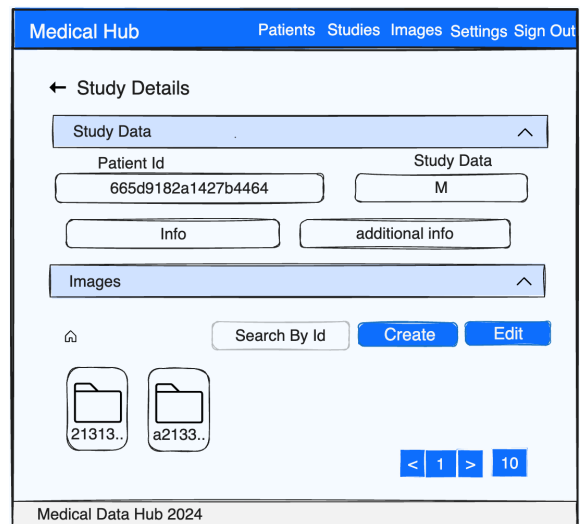 Medical Hub Patients Studies Images Settings Sign Out
Study Details
Study Data
Patient Id Study Data
665d9182a1427b4464 M
Info additional info
Images
Search By Id Create Edit
21313.. a2133..
< 1 > 10
Medical Data Hub 2024